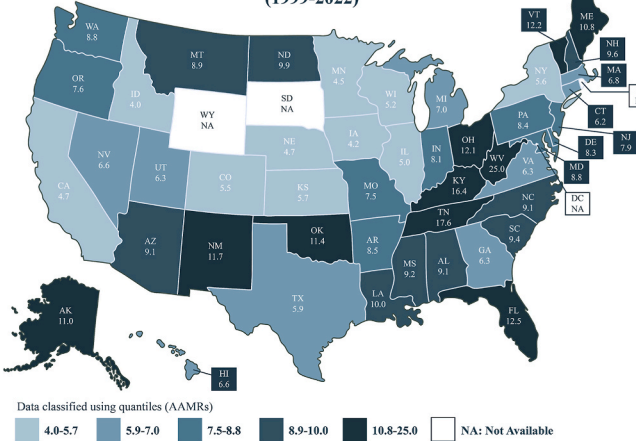 (1999-2022)
WA
8.8
OR
7.6
CA
4.7
NV
6.6
ID
4.0
MT
8.9
WY
NA
UT
6.3
CO
5.5
AZ
9.1
NM
11.7
ND
9.9
SD
NA
NE
4.7
KS
5.7
OK
11.4
TX
5.9
MN
4.5
IA
4.2
MO
7.5
AR
8.5
LA
10.0
WI
5.2
IL
5.0
MI
7.0
IN
8.1
OH
12.1
KY
16.4
TN
17.6
MS
9.2
AL
9.1
GA
6.3
FL
12.5
SC
9.4
NC
9.1
VA
6.3
WV
25.0
PA
8.4
NY
5.6
VT
12.2
ME
10.8
NH
9.6
MA
6.8
CT
6.2
NJ
7.9
DE
8.3
MD
8.8
DC
NA
AK
11.0
HI
6.6
Data classified using quantiles (AAMRs)
4.0-5.7
5.9-7.0
7.5-8.8
8.9-10.0
10.8-25.0
NA: Not Available